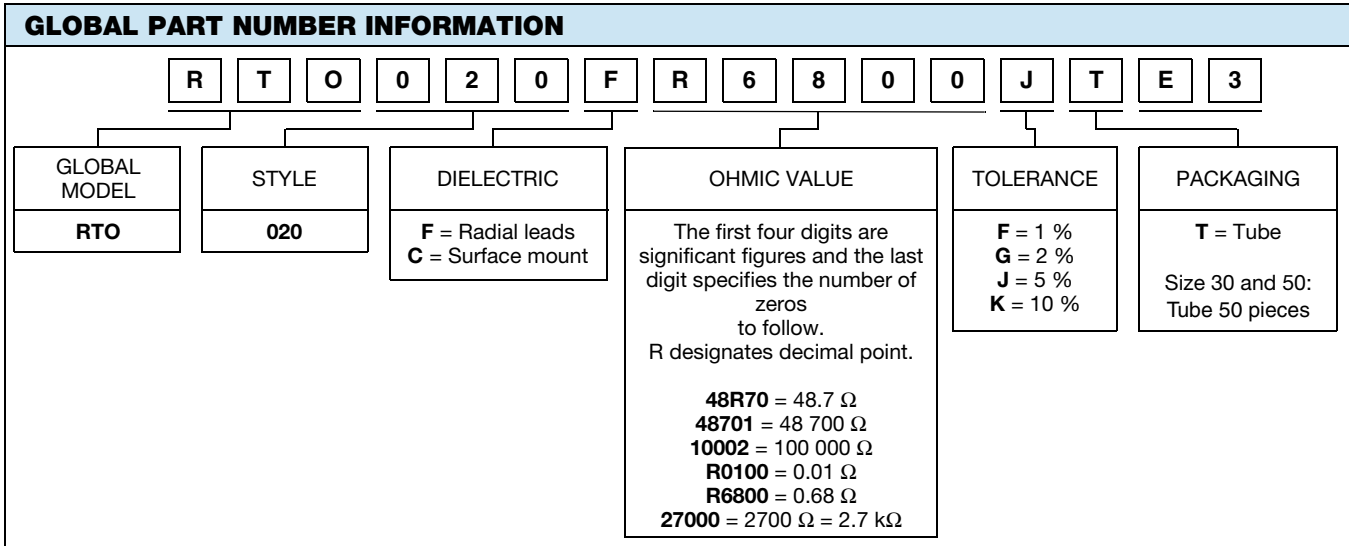 GLOBAL PART NUMBER INFORMATION
R T O 0 2 0 F R 6 8 0 0 J T E 3
GLOBAL
MODEL
RTO
STYLE
020
DIELECTRIC
F = Radial leads
C = Surface mount
OHMIC VALUE
The first four digits are
significant figures and the last
digit specifies the number of
zeros
to follow.
R designates decimal point.
48R70 = 48.7 Ω
48701 = 48 700 Ω
10002 = 100 000 Ω
R0100 = 0.01 Ω
R6800 = 0.68 Ω
27000 = 2700 Ω = 2.7 kΩ
TOLERANCE
F = 1 %
G = 2 %
J = 5 %
K = 10 %
PACKAGING
T = Tube
Size 30 and 50:
Tube 50 pieces